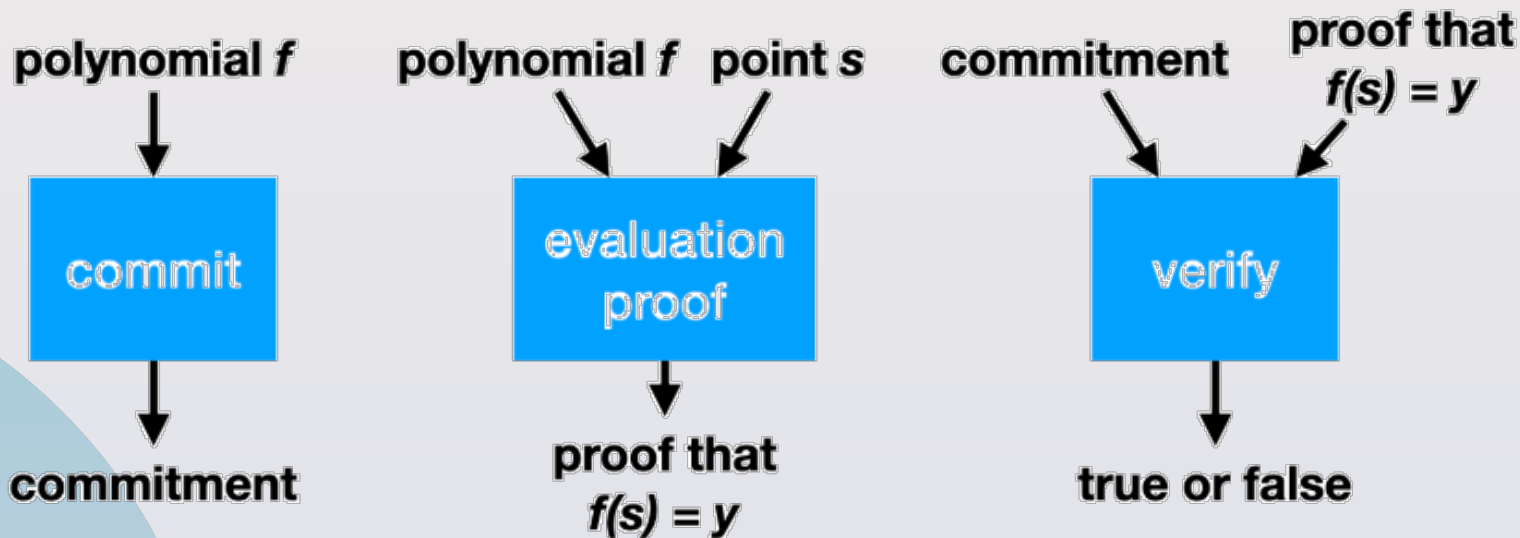 polynomial f
commit
commitment
polynomial f point s
evaluation
proof
proof that
f(s) = y
commitment
proof that
f(s) = y
verify
true or false